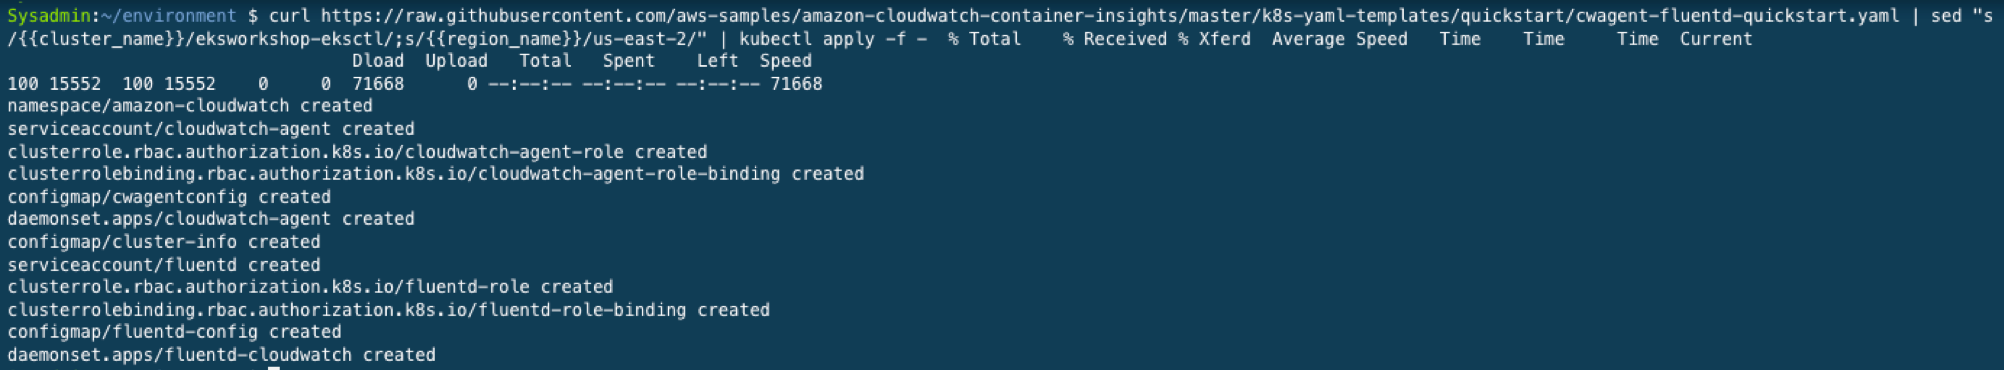 Sysadmin:~/environment $ curl https://raw.githubusercontent.com/aws-samples/amazon-cloudwatch-container-insights/master/k8s-yaml-templates/quickstart/cwagent-fluentd-quickstart.yaml | sed "s
/{{cluster_name}}/eksworkshop-eksctl/;s/{{region_name}}/us-east-2/" | kubectl apply -f -  % Total    % Received % Xferd  Average Speed   Time    Time     Time  Current
                                 Dload  Upload   Total   Spent    Left  Speed
100 15552  100 15552    0     0  71668      0 --:--:-- --:--:-- --:--:-- 71668
namespace/amazon-cloudwatch created
serviceaccount/cloudwatch-agent created
clusterrole.rbac.authorization.k8s.io/cloudwatch-agent-role created
clusterrolebinding.rbac.authorization.k8s.io/cloudwatch-agent-role-binding created
configmap/cwagentconfig created
daemonset.apps/cloudwatch-agent created
configmap/cluster-info created
serviceaccount/fluentd created
clusterrole.rbac.authorization.k8s.io/fluentd-role created
clusterrolebinding.rbac.authorization.k8s.io/fluentd-role-binding created
configmap/fluentd-config created
daemonset.apps/fluentd-cloudwatch created